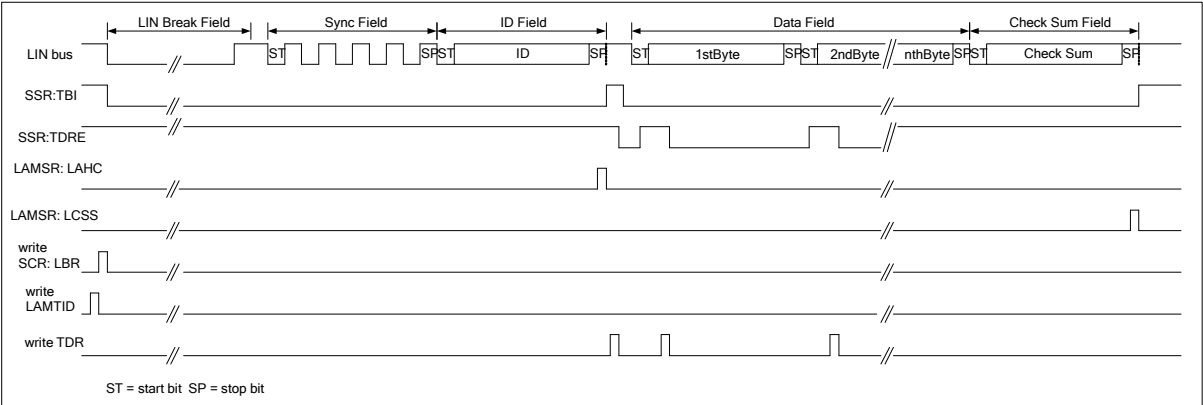 LIN Break Field Sync Field ID Field Data Field Check Sum Field
LIN bus ST SP ST ID SP ST 1stByte SP ST 2ndByte nthByte SP ST Check Sum SP
SSR:TBI
SSR:TDRE
LAMSR: LAHC
LAMSR: LCSS
write
SCR: LBR
write
LAMTID
write TDR
ST = start bit SP = stop bit